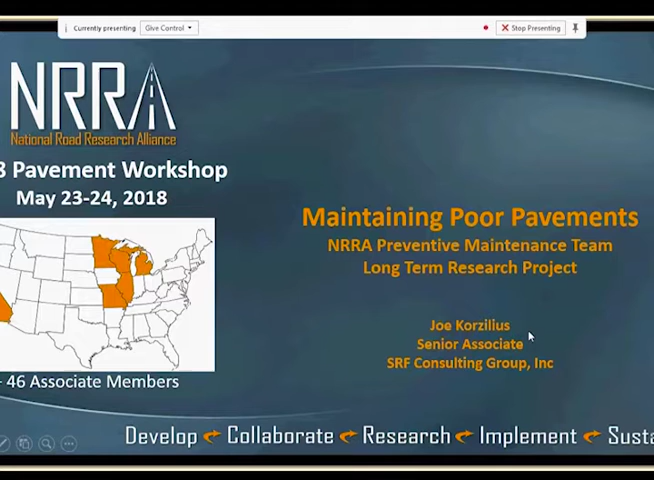 Currently presenting
Give Control
Stop Presenting
NRRA
National Road Research Alliance
Pavement Workshop
May 23-24, 2018
46 Associate Members
Maintaining Poor Pavements
NRRA Preventive Maintenance Team
Long Term Research Project
Joe Korzilius
Senior Associate
SRF Consulting Group, Inc
Develop Collaborate Research Implement